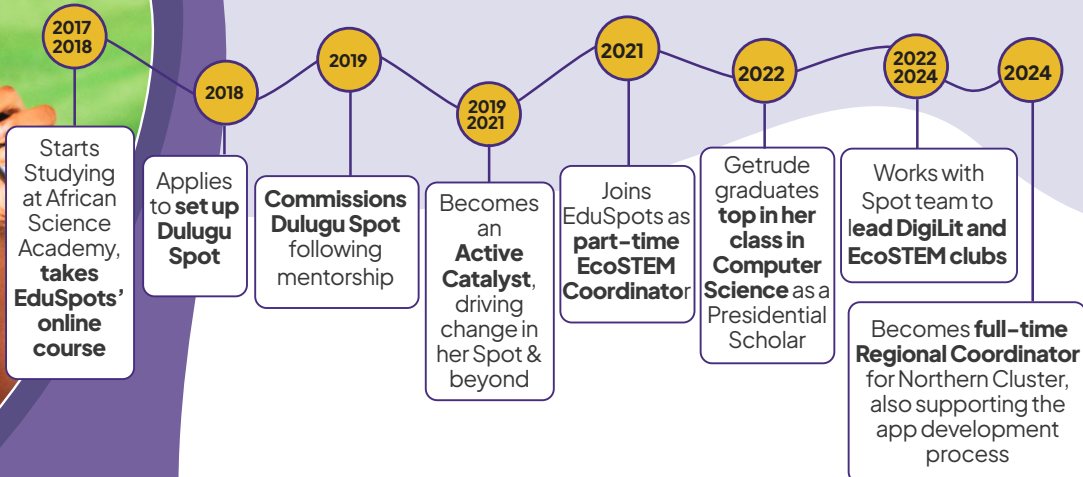 2017
2018
Starts
Studying
at African
Science
Academy,
takes
EduSpots’
online
course
2018
Applies
to set up
Dulugu
Spot
2019
Commissions
Dulugu Spot
following
mentorship
2019
2021
Becomes
an
Active
Catalyst,
driving
change in
her Spot &
beyond
2021
Joins
EduSpots as
part-time
EcoSTEM
Coordinator
2022
Getrude
graduates
top in her
class in
Computer
Science as a
Presidential
Scholar
2022
2024
Works with
Spot team to
lead DigiLit and
EcoSTEM clubs
2024
Becomes full-time
Regional Coordinator
for Northern Cluster,
also supporting the
app development
process